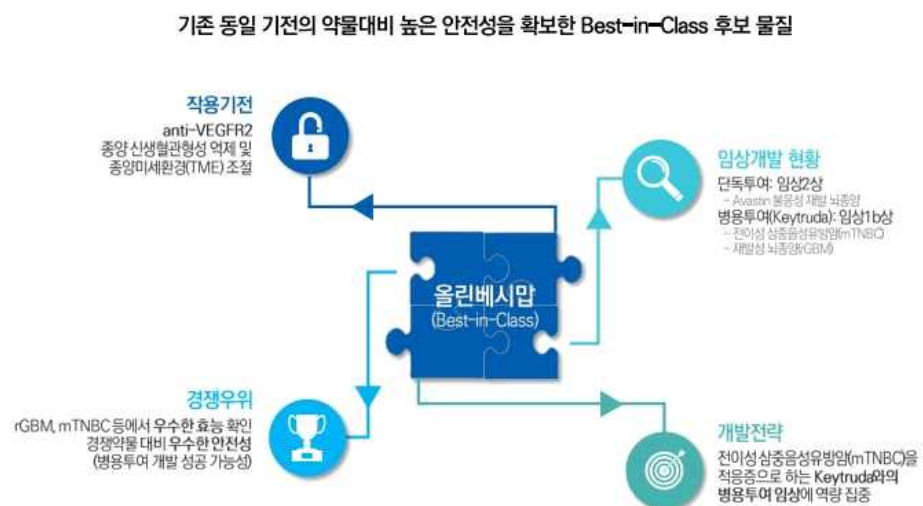 기존 동일 기전의 약물대비 높은 안전성을 확보한 Best-in-Class 후보 물질
작용기전
anti-VEGFR2
종양 신생혈관형성 억제 및
종양미세환경(TME) 조절
임상개발 현황
단독투여: 임상2상
- Avastin 불응성 재발 뇌종양
병용투여(Keytruda): 임상1b상
- 전이성 삼중음성유방암(mTNBC)
- 재발성 뇌종양(rGBM)
올린베시맙
(Best-in-Class)
경쟁우위
rGBM, mTNBC 등에서 우수한 효능 확인
경쟁약물 대비 우수한 안전성
(병용투여 개발 성공 가능성)
개발전략
전이성 삼중음성유방암(mTNBC)을
적응증으로 하는 Keytruda와의
병용투여 임상에 역량 집중